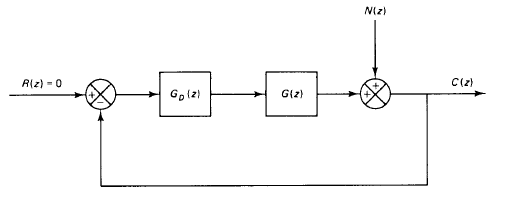 N(z)
R(z) = 0
+
−
G_D(z)
G(z)
+
+
C(z)